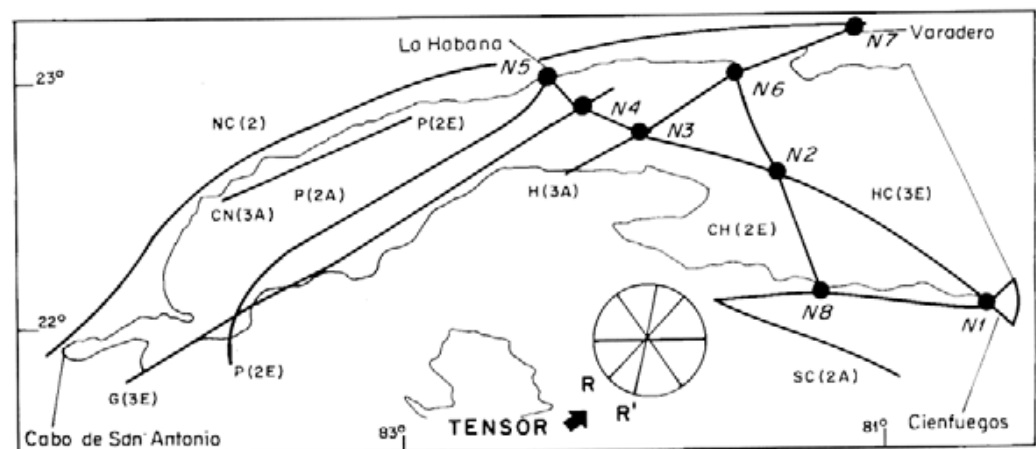 La Habana
N7
Varadero
23°
N5
N6
N4
NC(2)
P(2E)
N3
N2
P(2A)
H(3A)
HC(3E)
CN(3A)
CH(2E)
22°
N8
N1
P(2E)
SC(2A)
G(3E)
R
R'
TENSOR
83°
81°
Cabo de San Antonio
Cienfuegos